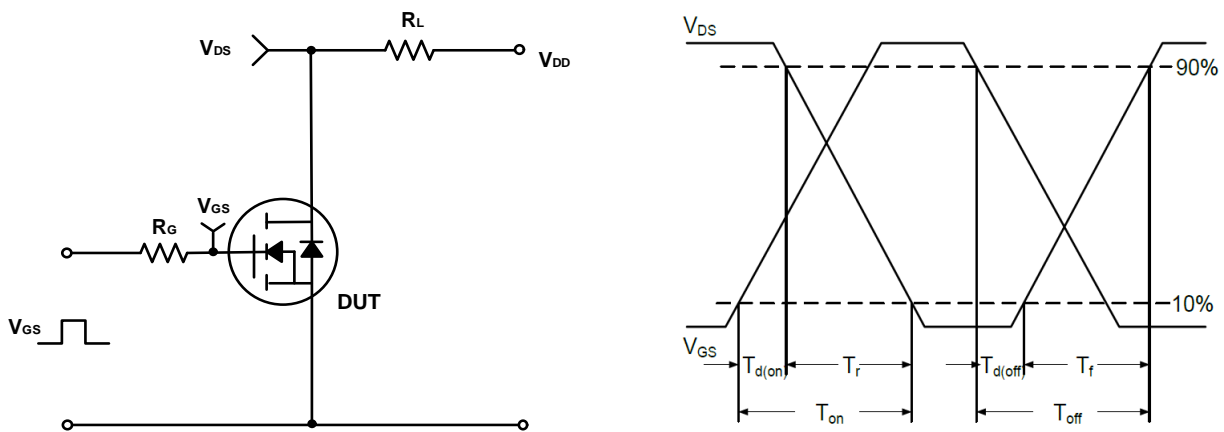 RL
VDS
VDD
VGS
RG
DUT
VGS
VDS
90%
10%
VGS
Td(on)
Tr
Td(off)
Tf
Ton
Toff